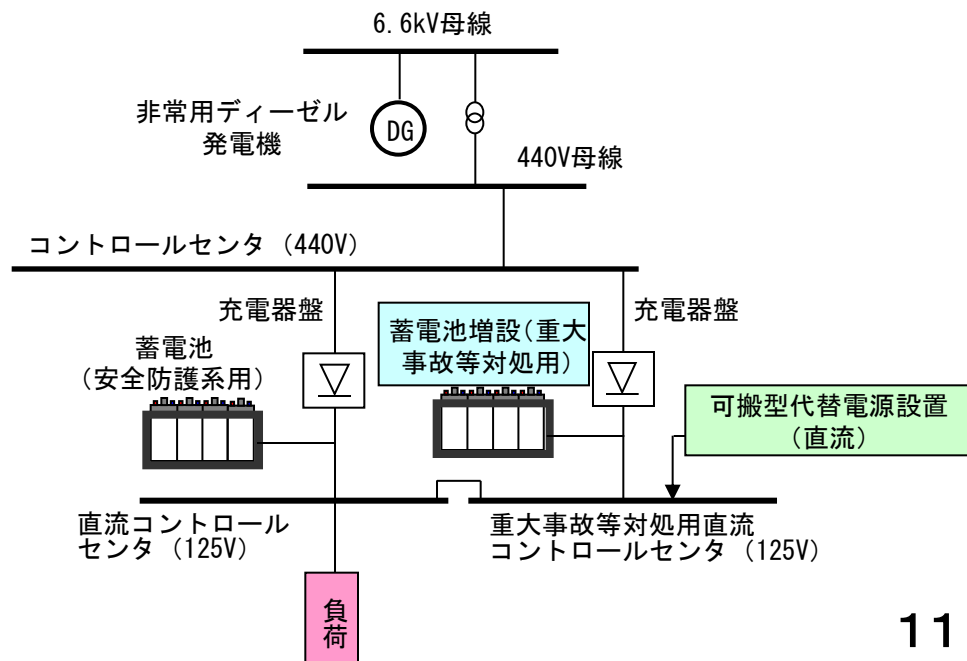 6.6kV母線
非常用ディーゼル
発電機
DG
440V母線
コントロールセンタ（440V）
充電器盤
蓄電池増設（重大
事故等対処用）
充電器盤
蓄電池
（安全防護系用）
可搬型代替電源設置
（直流）
直流コントロール
センタ（125V）
重大事故等対処用直流
コントロールセンタ（125V）
負
荷
11